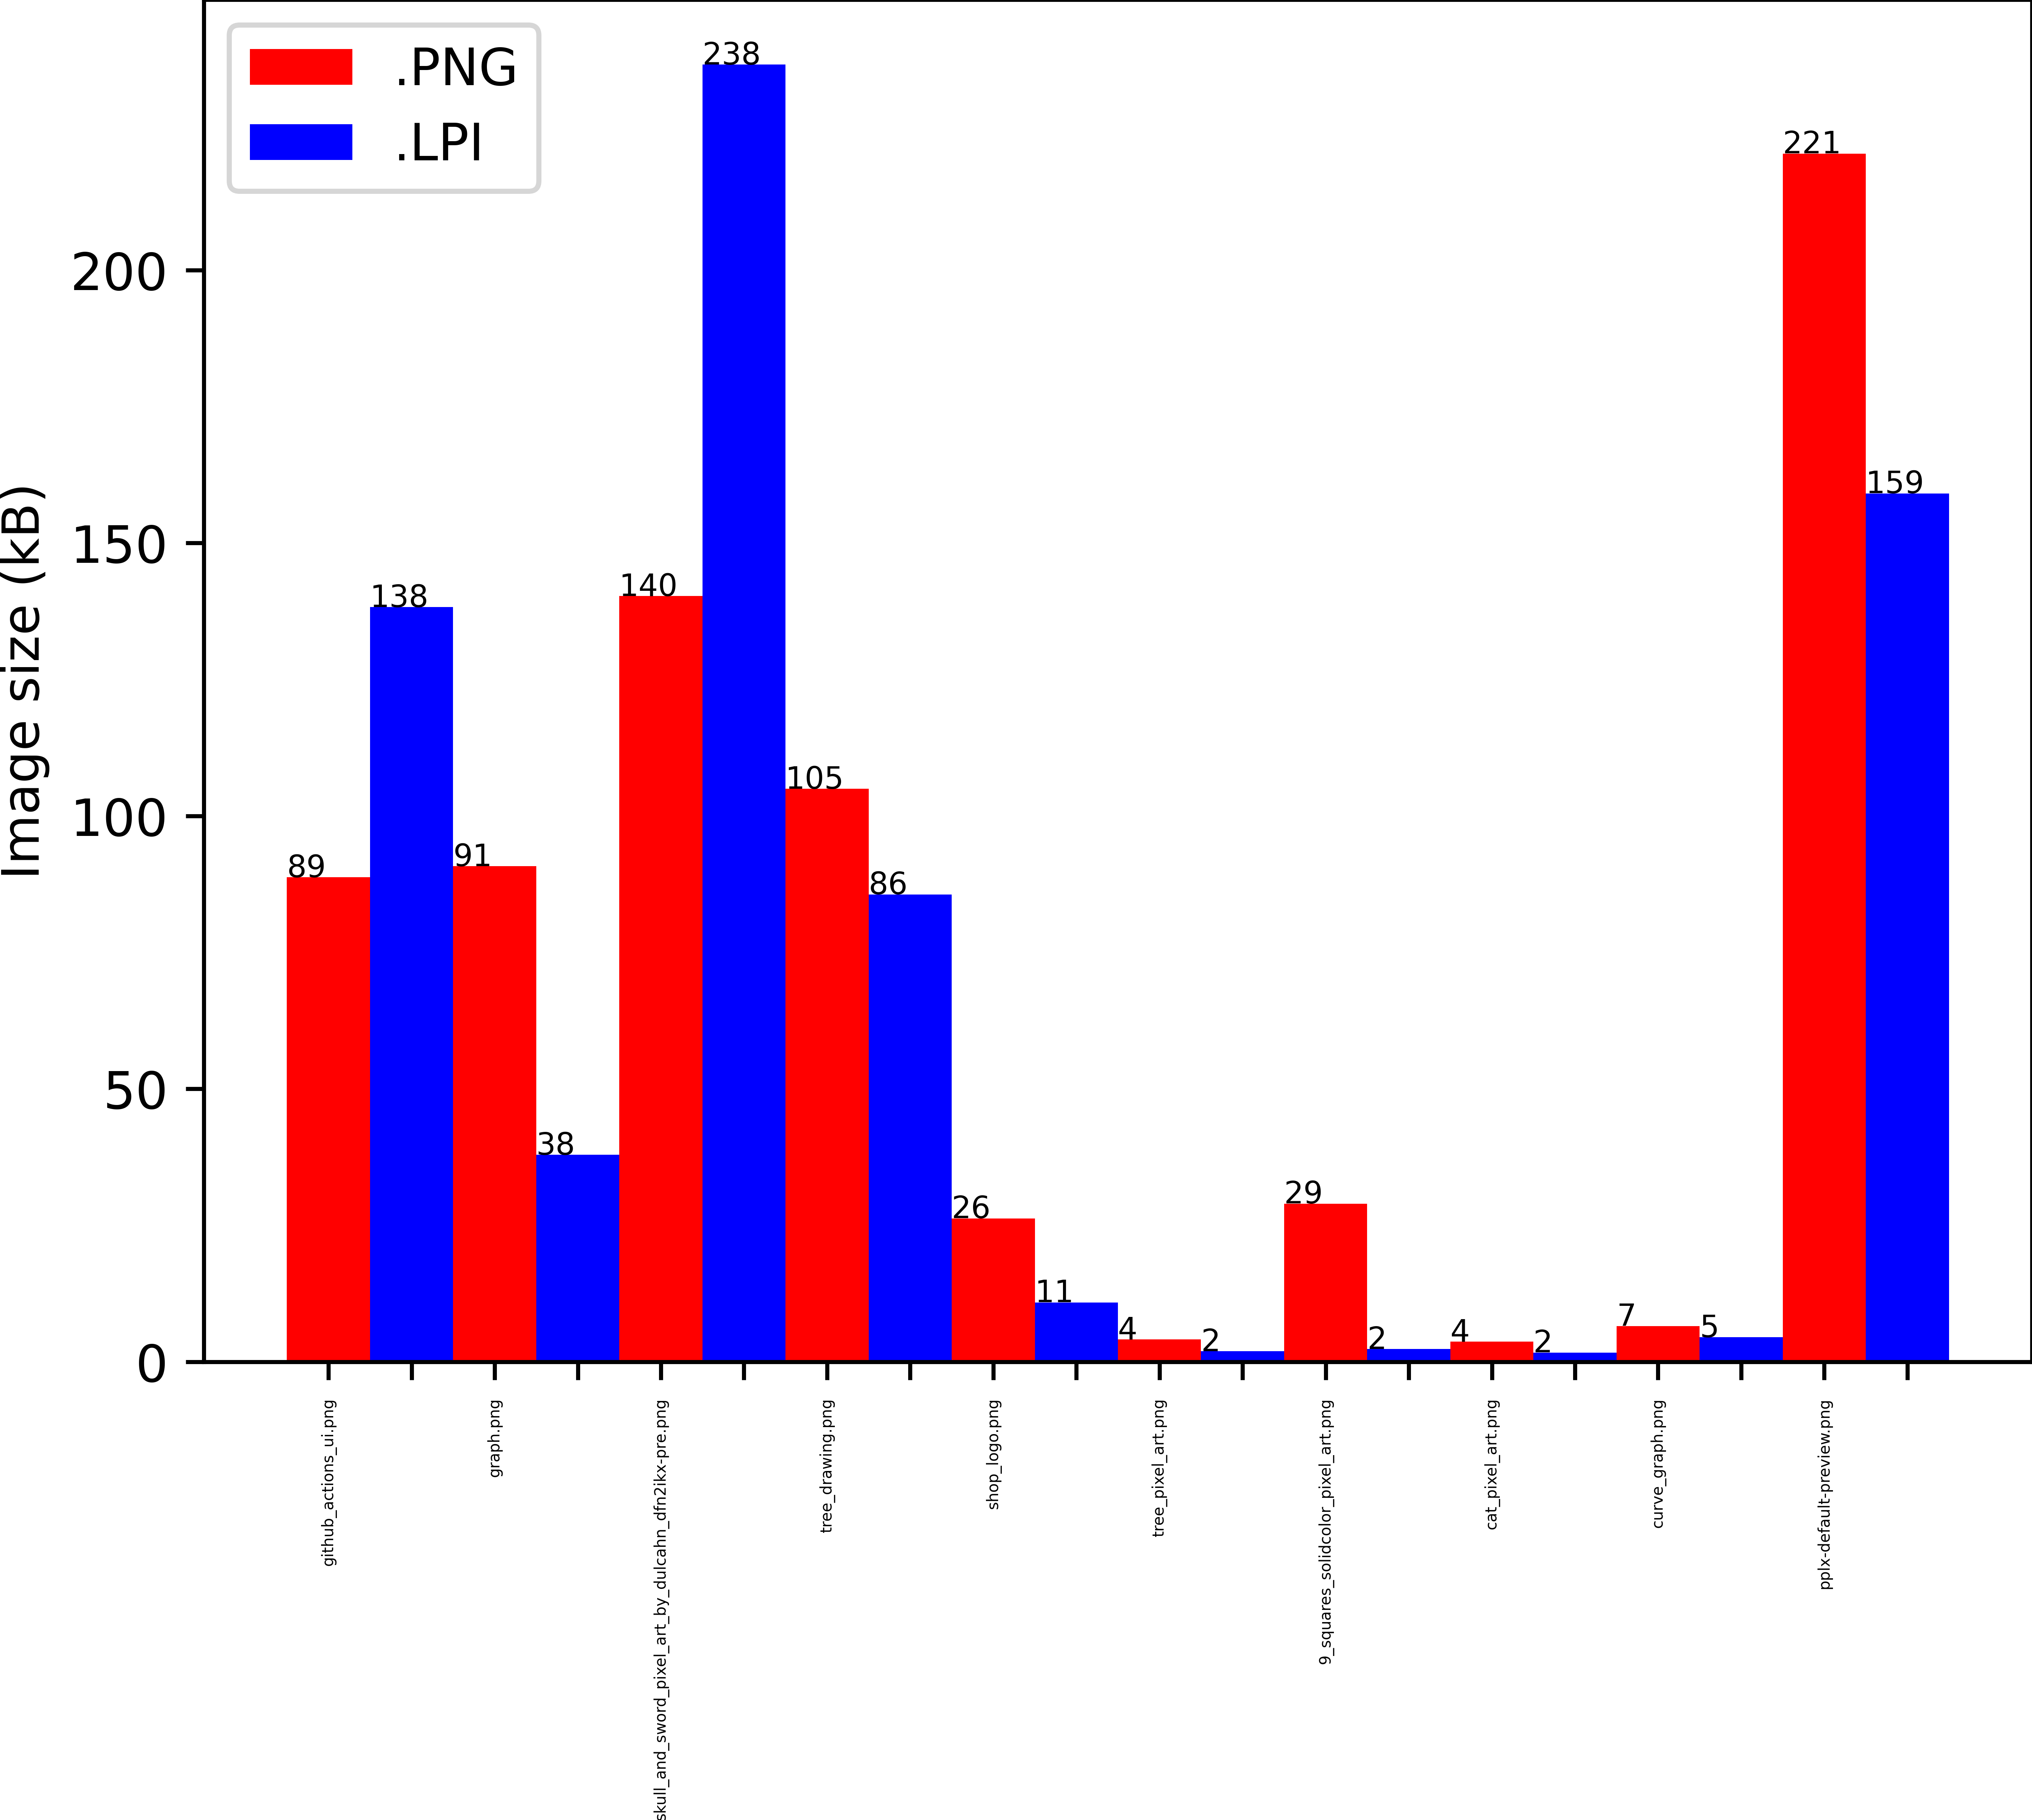 .PNG
.LPI
Image size (kB)
200
150
100
50
0
89
138
91
38
140
238
105
86
26
11
4
2
29
2
4
2
7
5
221
159
github_actions_ui.png
graph.png
skull_and_sword_pixel_art_by_dulcahn_dfn2ikx-pre.png
tree_drawing.png
shop_logo.png
tree_pixel_art.png
9_squares_solidcolor_pixel_art.png
cat_pixel_art.png
curve_graph.png
pplx-default-preview.png